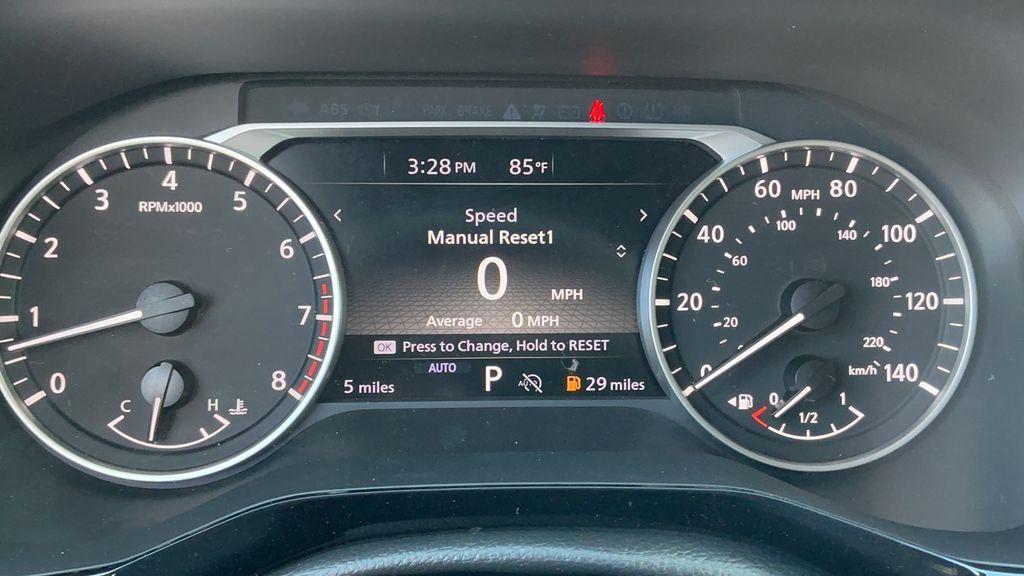 ABS PARK BRAKE
3:28 PM 85°F
Speed
Manual Reset1
0 MPH
Average 0 MPH
OK Press to Change, Hold to RESET
AUTO
5 miles P AUTO 29 miles
0 1 2 3 4 5 6 7 8
RPMx1000
C H
0 20 40 60 80 100 120 140
MPH
20 60 100 140 180 220
km/h
0 1/2 1